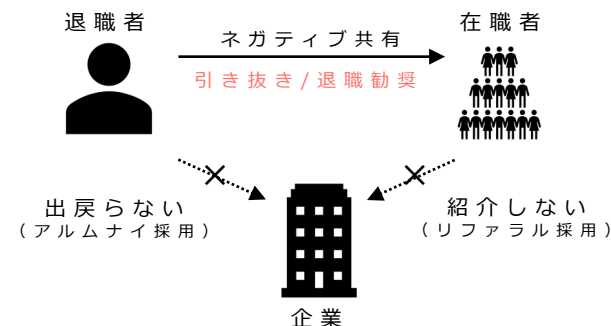 退職者
ネガティブ共有
在職者
引き抜き/退職勧奨
出戻らない
（アルムナイ採用）
紹介しない
（リファラル採用）
企業